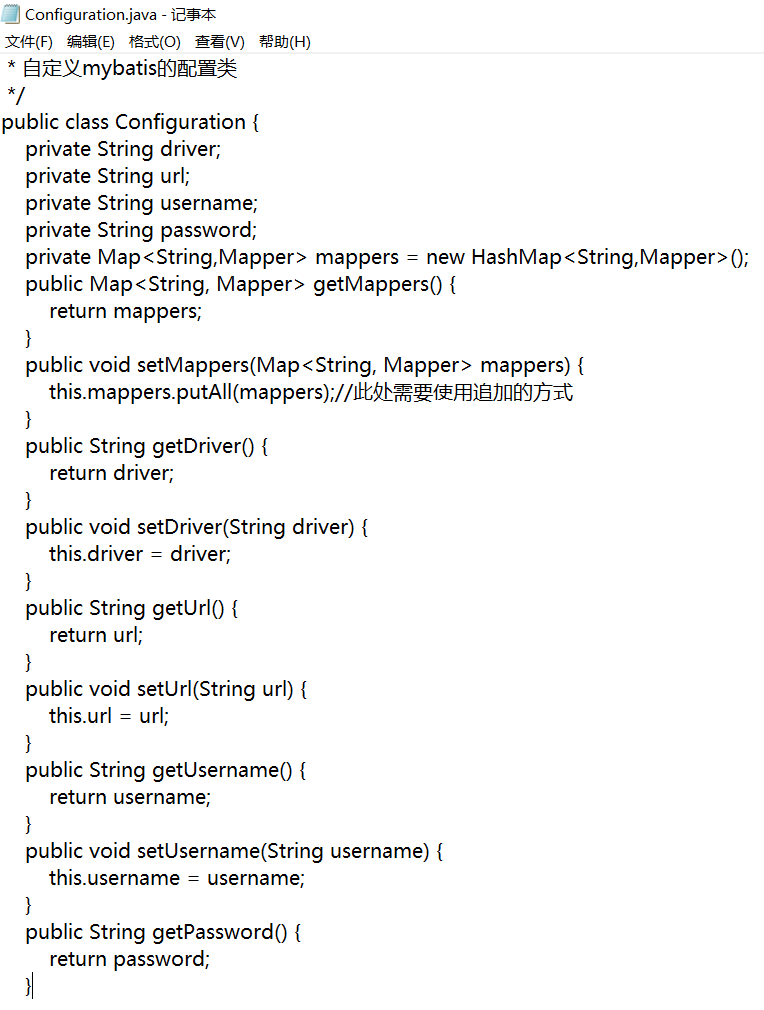 Configuration.java - 记事本
文件(F) 编辑(E) 格式(O) 查看(V) 帮助(H)
* 自定义mybatis的配置类
*/
public class Configuration {
    private String driver;
    private String url;
    private String username;
    private String password;
    private Map<String,Mapper> mappers = new HashMap<String,Mapper>();
    public Map<String, Mapper> getMappers() {
        return mappers;
    }
    public void setMappers(Map<String, Mapper> mappers) {
        this.mappers.putAll(mappers);//此处需要使用追加的方式
    }
    public String getDriver() {
        return driver;
    }
    public void setDriver(String driver) {
        this.driver = driver;
    }
    public String getUrl() {
        return url;
    }
    public void setUrl(String url) {
        this.url = url;
    }
    public String getUsername() {
        return username;
    }
    public void setUsername(String username) {
        this.username = username;
    }
    public String getPassword() {
        return password;
    }